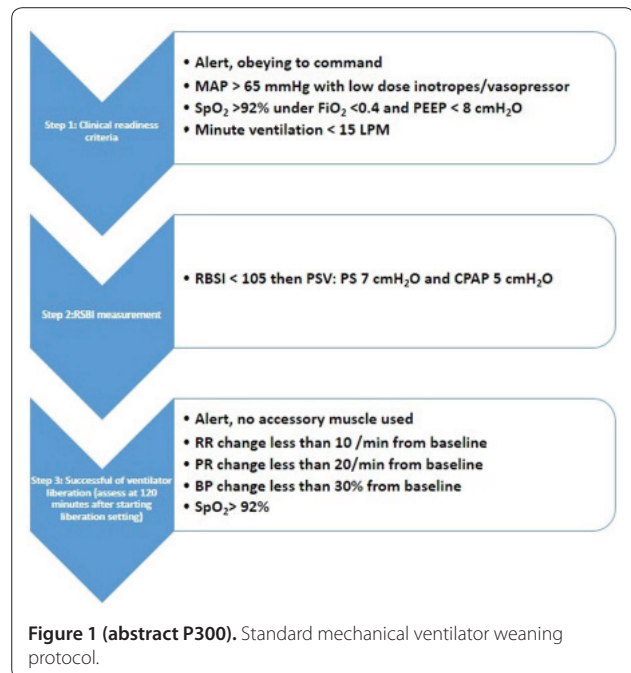 Step 1: Clinical readiness
criteria
• Alert, obeying to command
• MAP > 65 mmHg with low dose inotropes/vasopressor
• SpO₂ >92% under FiO₂ <0.4 and PEEP < 8 cmH₂O
• Minute ventilation < 15 LPM
Step 2:RSBI measurement
• RBSI < 105 then PSV: PS 7 cmH₂O and CPAP 5 cmH₂O
Step 3: Successful of ventilator
liberation (assess at 120
minutes after starting
liberation setting)
• Alert, no accessory muscle used
• RR change less than 10 /min from baseline
• PR change less than 20/min from baseline
• BP change less than 30% from baseline
• SpO₂> 92%
Figure 1 (abstract P300). Standard mechanical ventilator weaning
protocol.